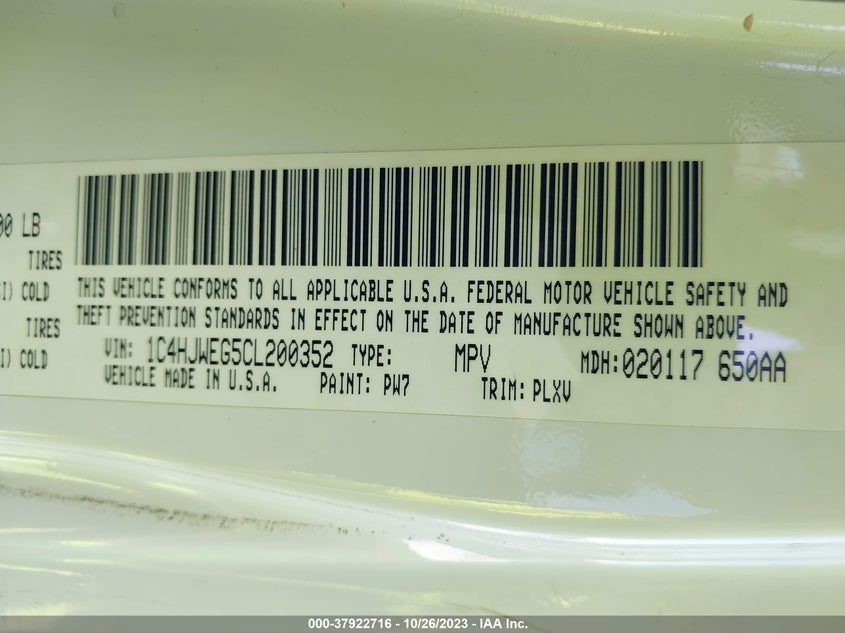 00 LB
TIRES
I) COLD
TIRES
I) COLD
THIS VEHICLE CONFORMS TO ALL APPLICABLE U.S.A. FEDERAL MOTOR VEHICLE SAFETY AND
THEFT PREVENTION STANDARDS IN EFFECT ON THE DATE OF MANUFACTURE SHOWN ABOVE.
VIN: 1C4HJWEG5CL200352 TYPE: MPV MDH:020117 650AA
VEHICLE MADE IN U.S.A. PAINT: PW7 TRIM: PLXV
000-37922716 - 10/26/2023 - IAA Inc.